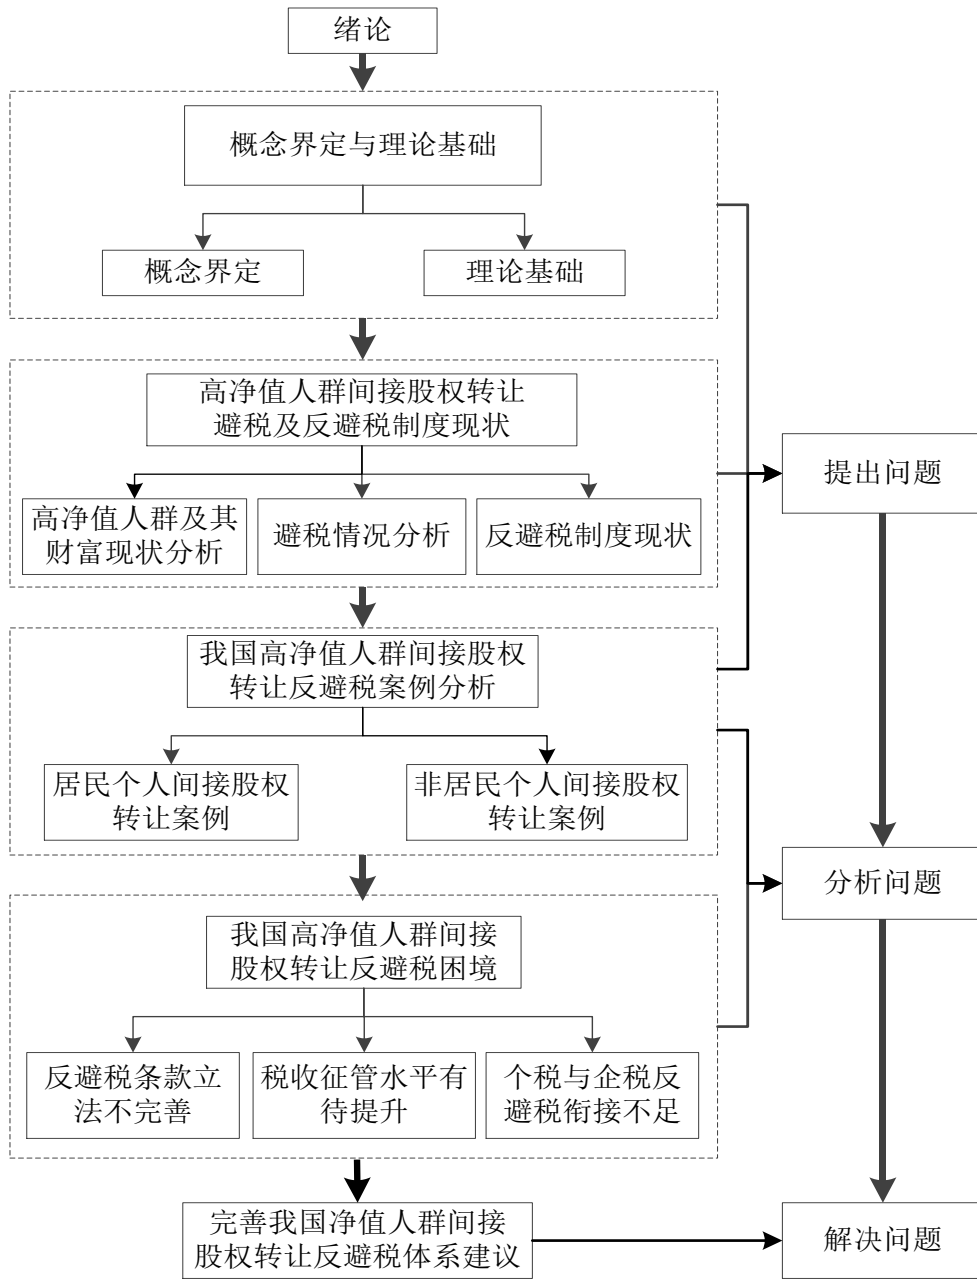 绪论
概念界定与理论基础
概念界定
理论基础
高净值人群间接股权转让
避税及反避税制度现状
高净值人群及其
财富现状分析
避税情况分析
反避税制度现状
提出问题
我国高净值人群间接股权
转让反避税案例分析
居民个人间接股权
转让案例
非居民个人间接股权
转让案例
分析问题
我国高净值人群间接
股权转让反避税困境
反避税条款立
法不完善
税收征管水平有
待提升
个税与企税反
避税衔接不足
完善我国净值人群间接
股权转让反避税体系建议
解决问题